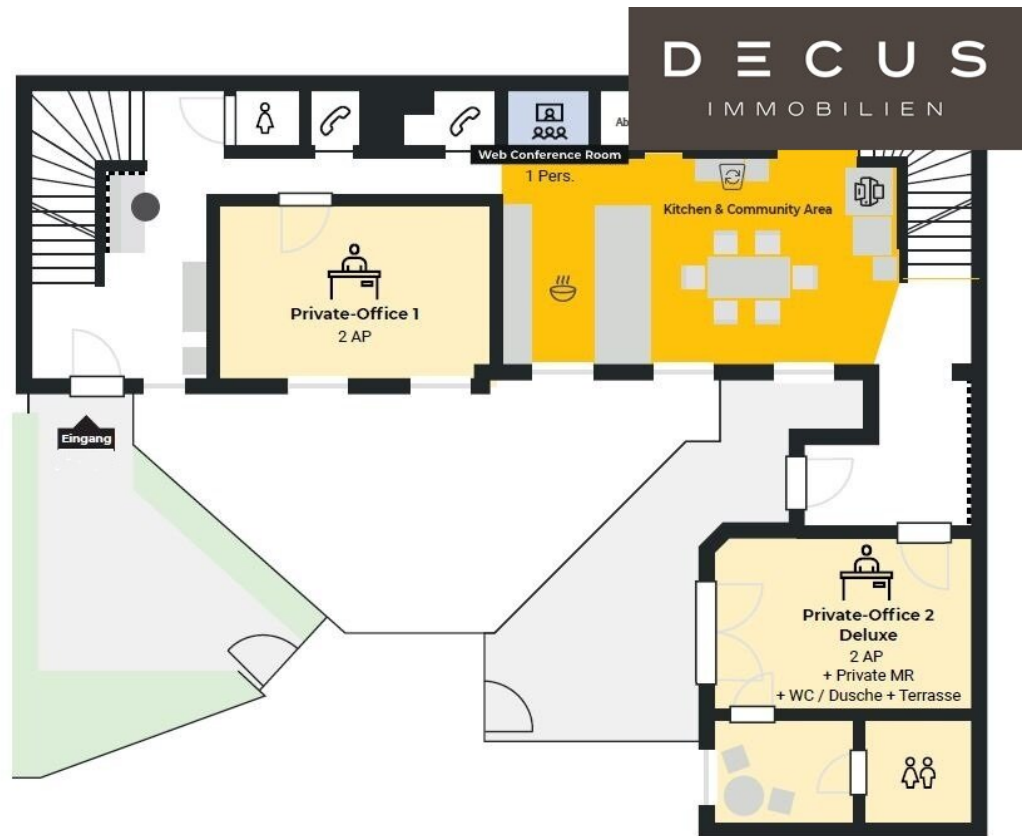 DECUS
IMMOBILIEN
Ab
Web Conference Room
1 Pers.
Kitchen & Community Area
Private-Office 1
2 AP
Eingang
Private-Office 2
Deluxe
2 AP
+ Private MR
+ WC / Dusche + Terrasse